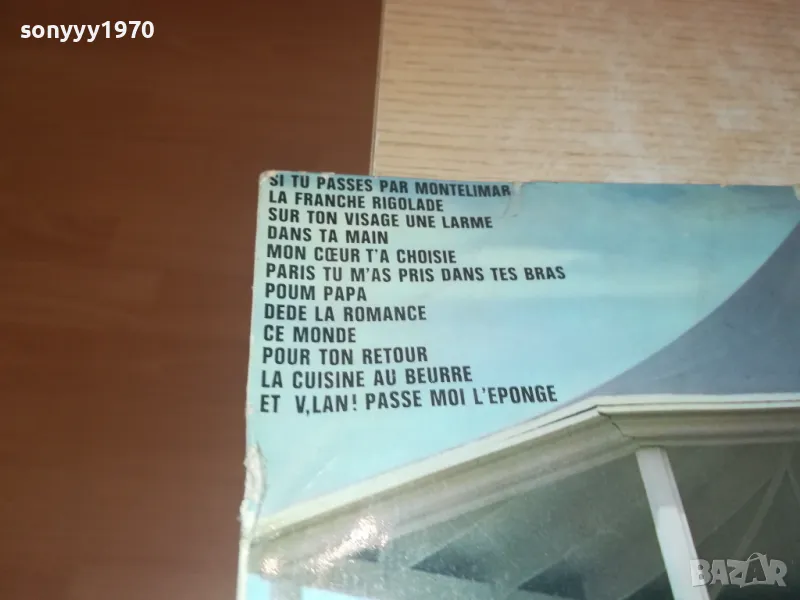 sonyyy1970
SI TU PASSES PAR MONTELIMAR
LA FRANCHE RIGOLADE
SUR TON VISAGE UNE LARME
DANS TA MAIN
MON CŒUR T'A CHOISIE
PARIS TU M'AS PRIS DANS TES BRAS
POUM PAPA
DEDE LA ROMANCE
CE MONDE
POUR TON RETOUR
LA CUISINE AU BEURRE
ET V,LAN! PASSE MOI L'EPONGE
BAZAR